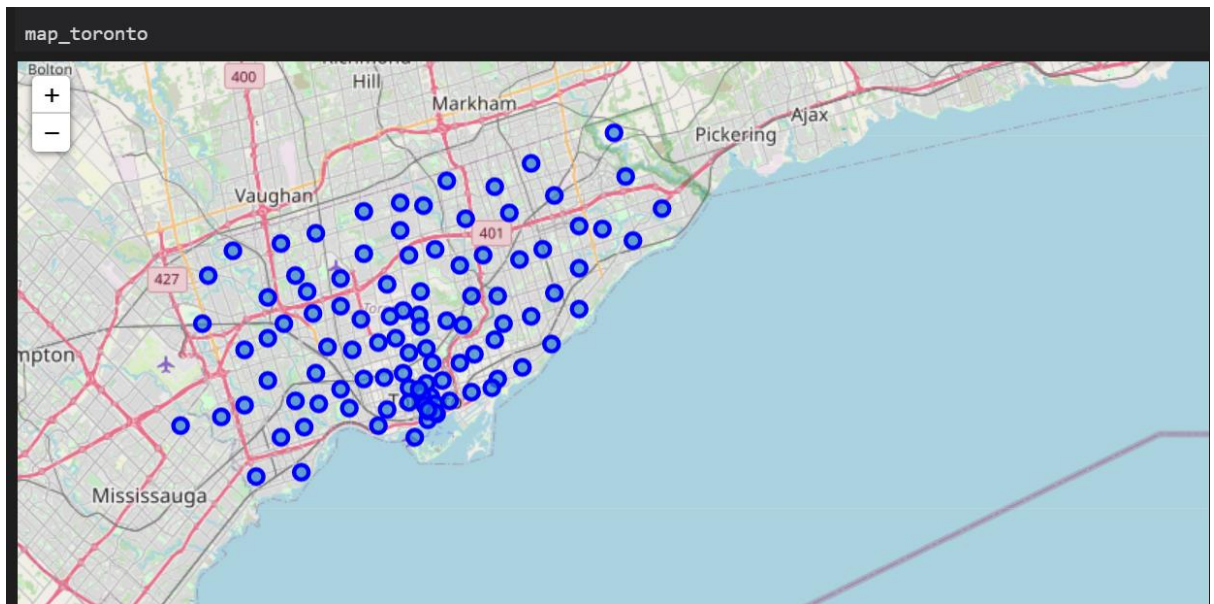 map_toronto
Bolton
+
−
400
Hill
Markham
Ajax
Pickering
Vaughan
401
427
mpton
Mississauga